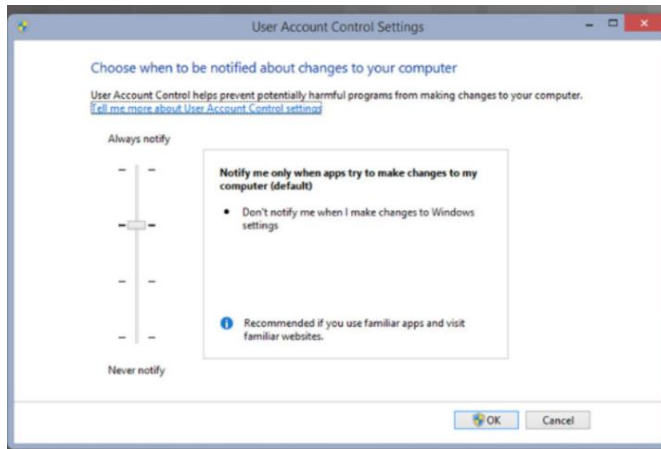 User Account Control Settings
Choose when to be notified about changes to your computer
User Account Control helps prevent potentially harmful programs from making changes to your computer.
Tell me more about User Account Control settings
Always notify
Notify me only when apps try to make changes to my
computer (default)
• Don't notify me when I make changes to Windows
settings
Recommended if you use familiar apps and visit
familiar websites.
Never notify
OK
Cancel